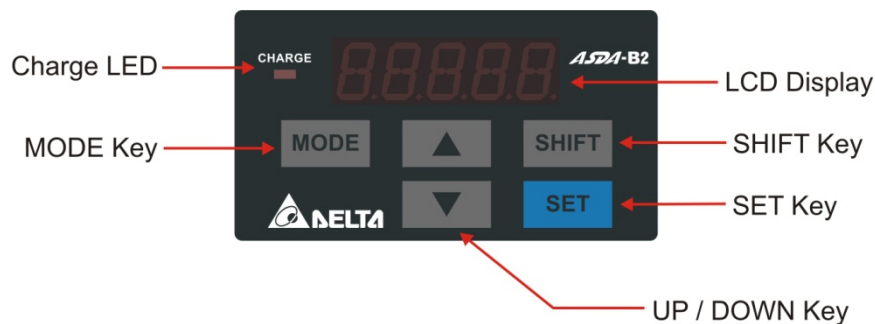 Charge LED
CHARGE
ASDA-B2
LCD Display
MODE Key
MODE
SHIFT
SHIFT Key
DELTA
SET
SET Key
UP / DOWN Key